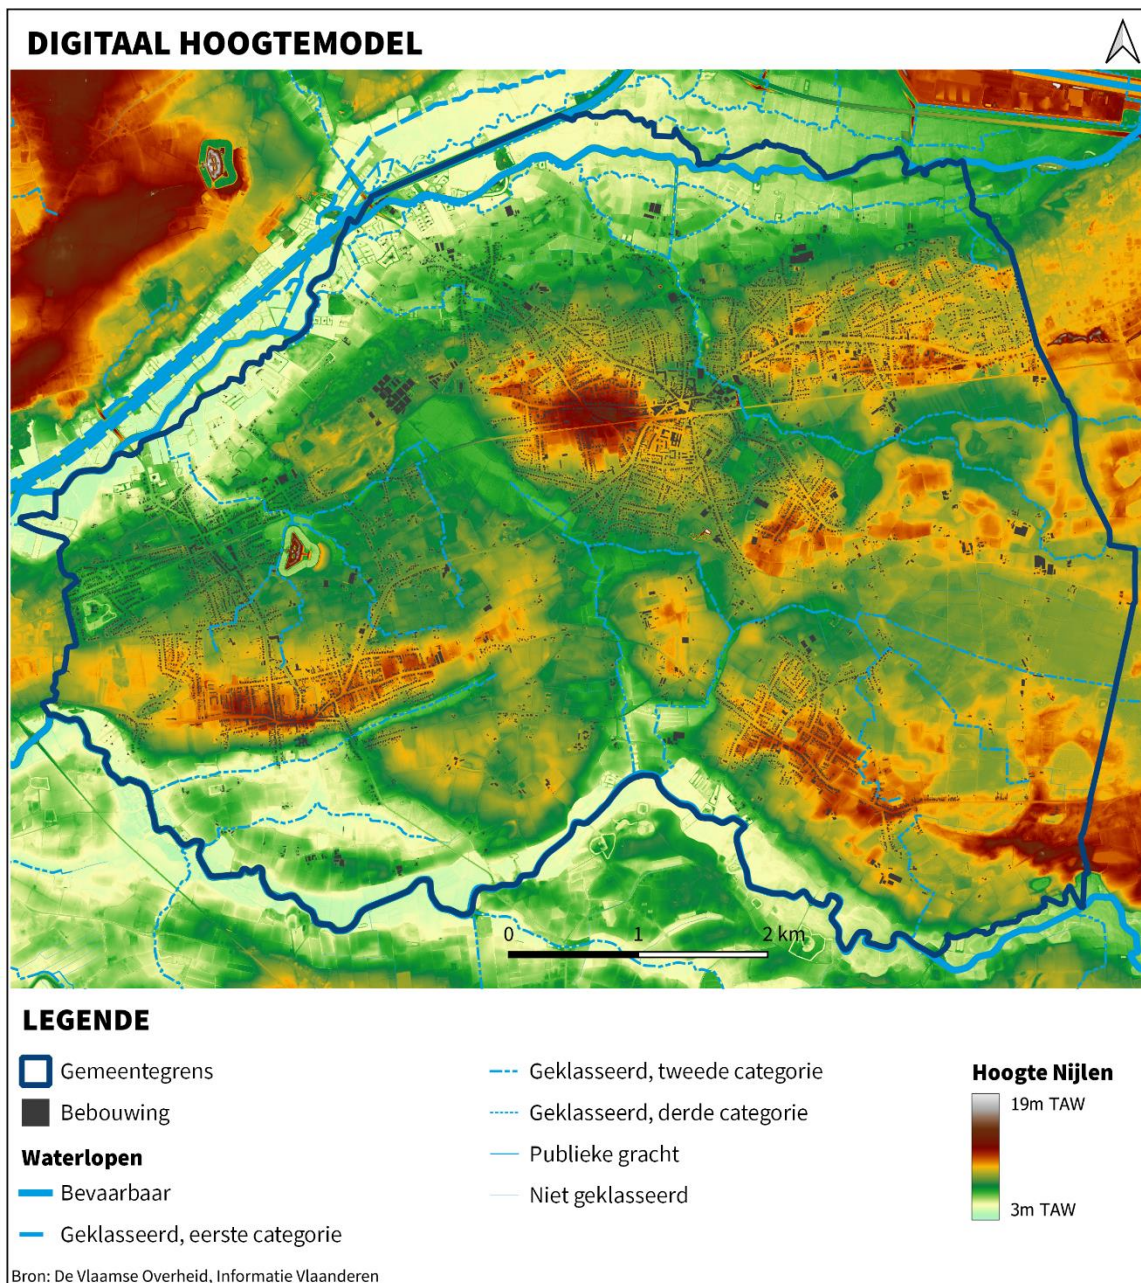 DIGITAAL HOOGTEMODEL
0 1 2 km
LEGENDE
Gemeentegrens
Bebouwing
Waterlopen
Bevaarbaar
Geklasseerd, eerste categorie
Geklasseerd, tweede categorie
Geklasseerd, derde categorie
Publieke gracht
Niet geklasseerd
Hoogte Nijlen
19m TAW
3m TAW
Bron: De Vlaamse Overheid, Informatie Vlaanderen